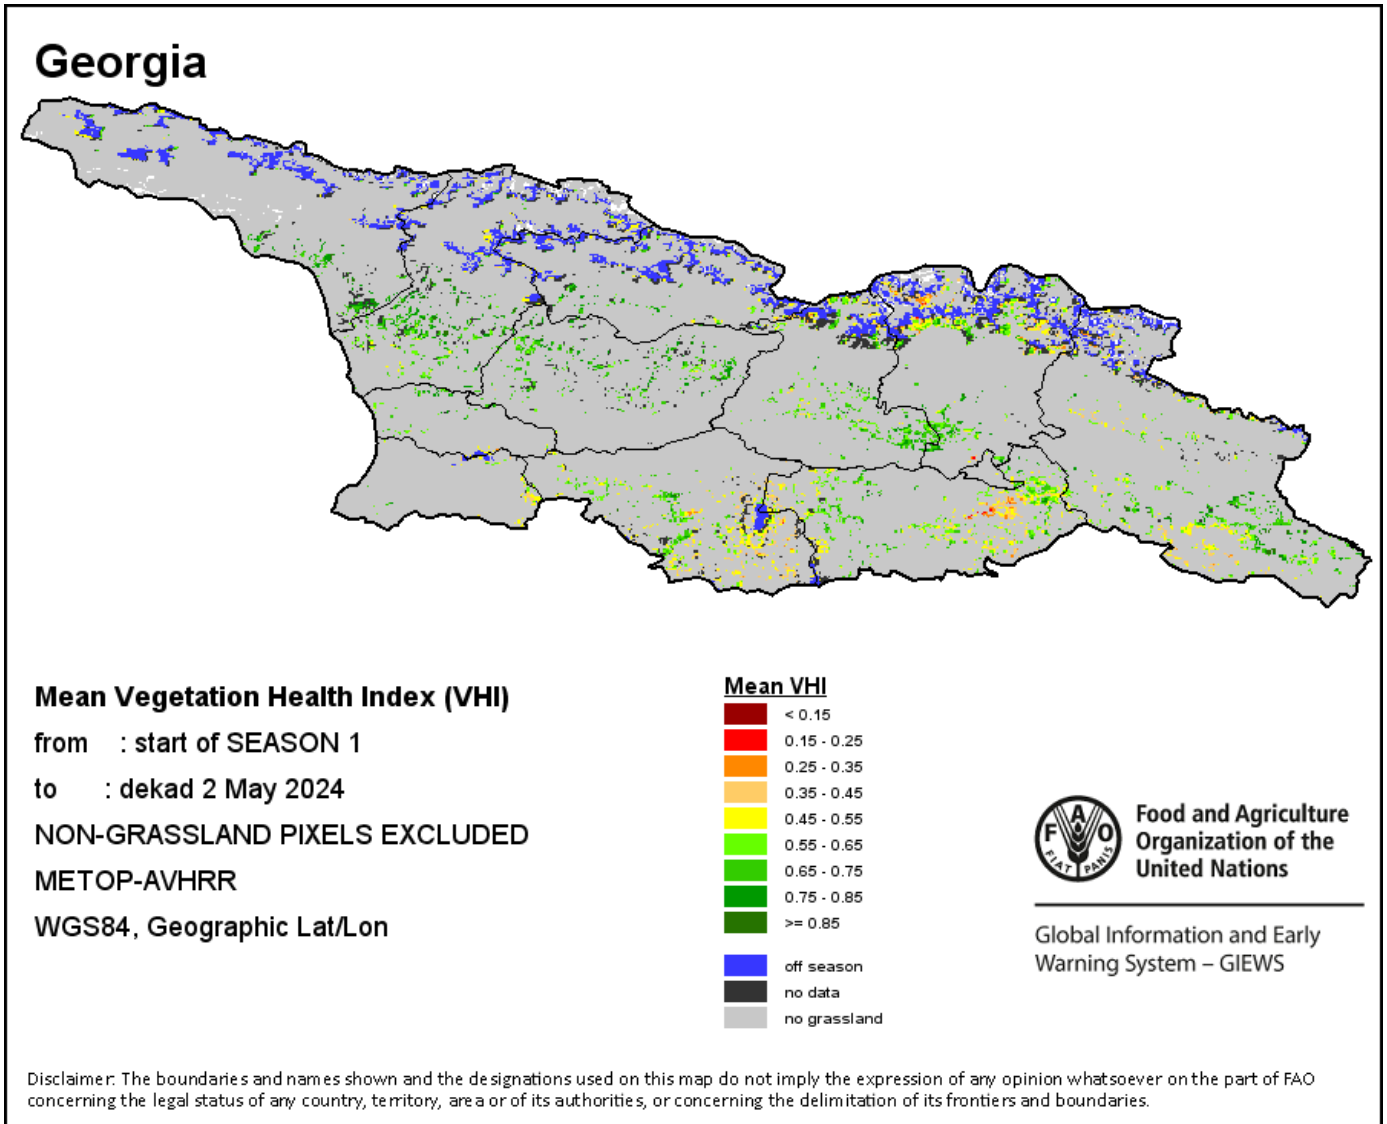 Georgia
Mean Vegetation Health Index (VHI)
from : start of SEASON 1
to : dekad 2 May 2024
NON-GRASSLAND PIXELS EXCLUDED
METOP-AVHRR
WGS84, Geographic Lat/Lon
Mean VHI
< 0.15
0.15 - 0.25
0.25 - 0.35
0.35 - 0.45
0.45 - 0.55
0.55 - 0.65
0.65 - 0.75
0.75 - 0.85
>= 0.85
off season
no data
no grassland
F A O
FIAT PANIS
Food and Agriculture
Organization of the
United Nations
Global Information and Early
Warning System – GIEWS
Disclaimer: The boundaries and names shown and the designations used on this map do not imply the expression of any opinion whatsoever on the part of FAO
concerning the legal status of any country, territory, area or of its authorities, or concerning the delimitation of its frontiers and boundaries.